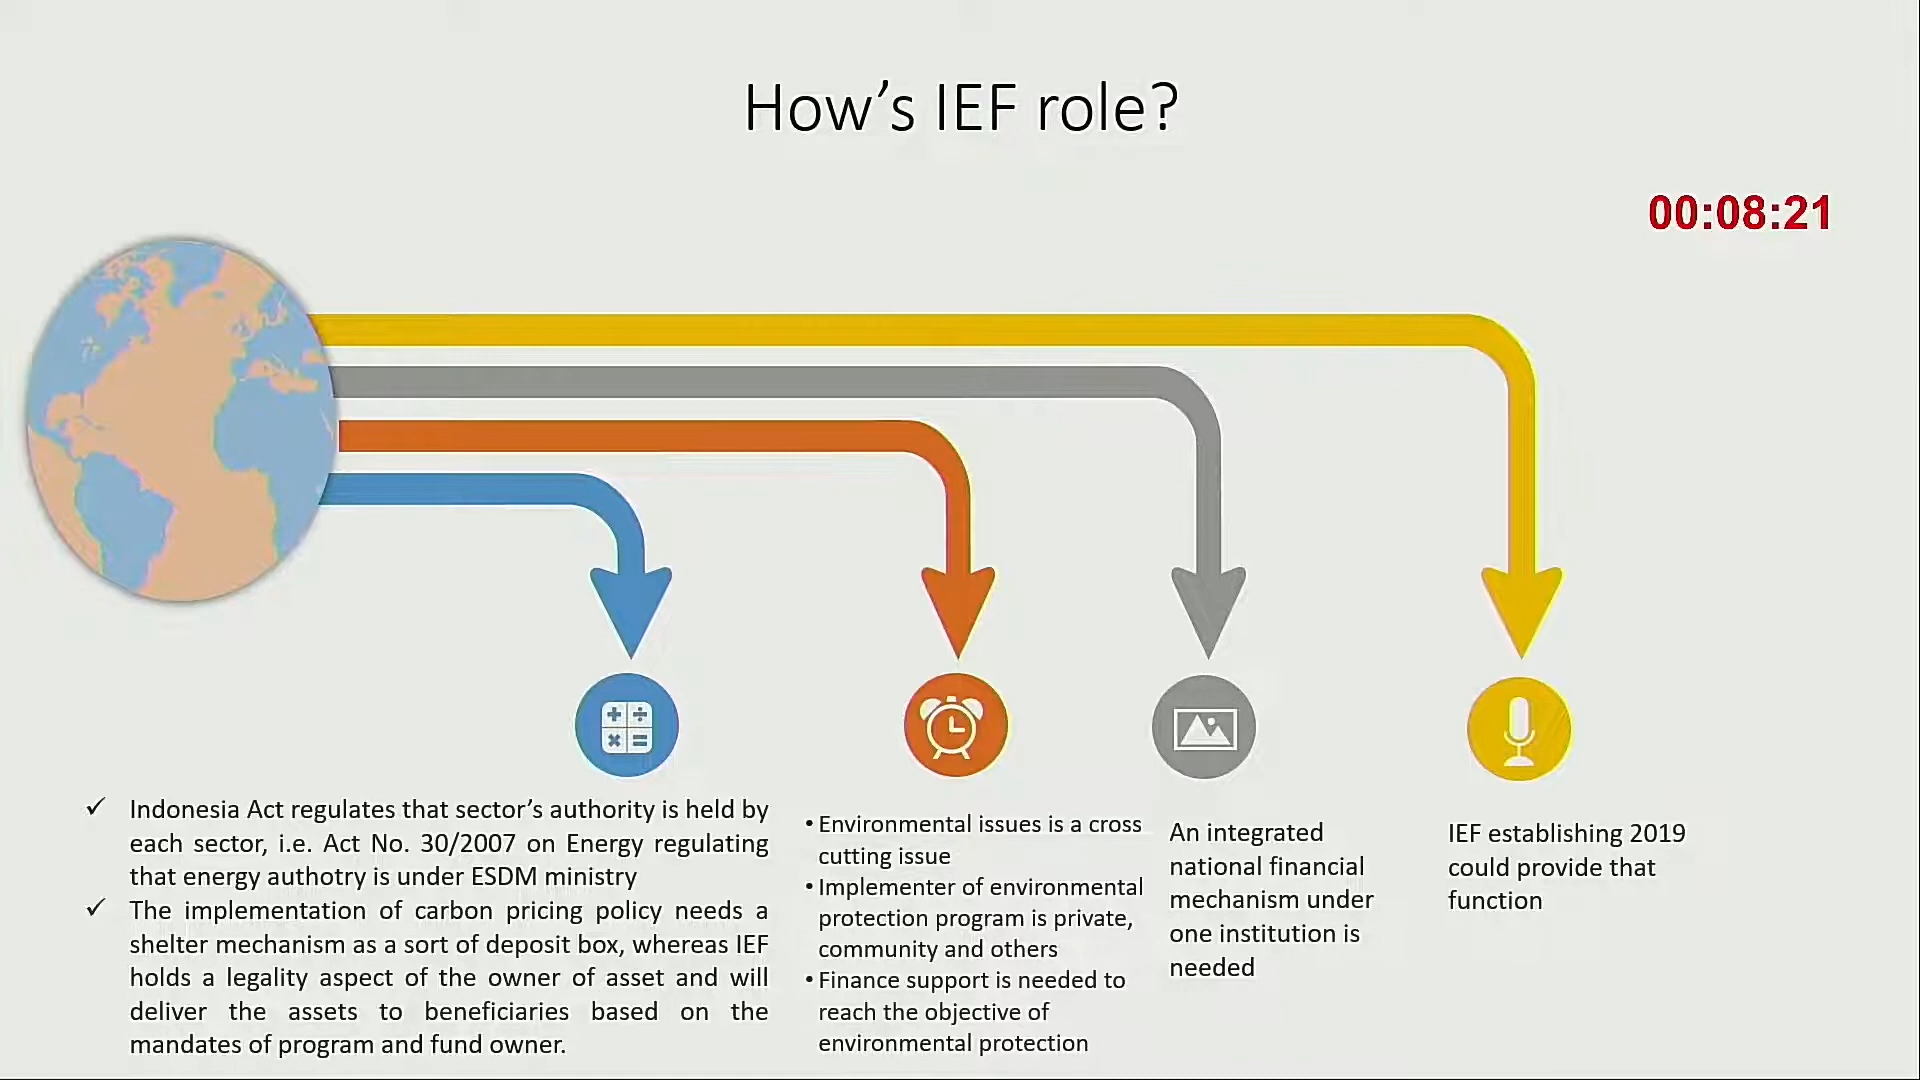 How’s IEF role?
00:08:21
✓ Indonesia Act regulates that sector’s authority is held by
each sector, i.e. Act No. 30/2007 on Energy regulating
that energy authotry is under ESDM ministry
✓ The implementation of carbon pricing policy needs a
shelter mechanism as a sort of deposit box, whereas IEF
holds a legality aspect of the owner of asset and will
deliver the assets to beneficiaries based on the
mandates of program and fund owner.
• Environmental issues is a cross
cutting issue
• Implementer of environmental
protection program is private,
community and others
• Finance support is needed to
reach the objective of
environmental protection
An integrated
national financial
mechanism under
one institution is
needed
IEF establishing 2019
could provide that
function